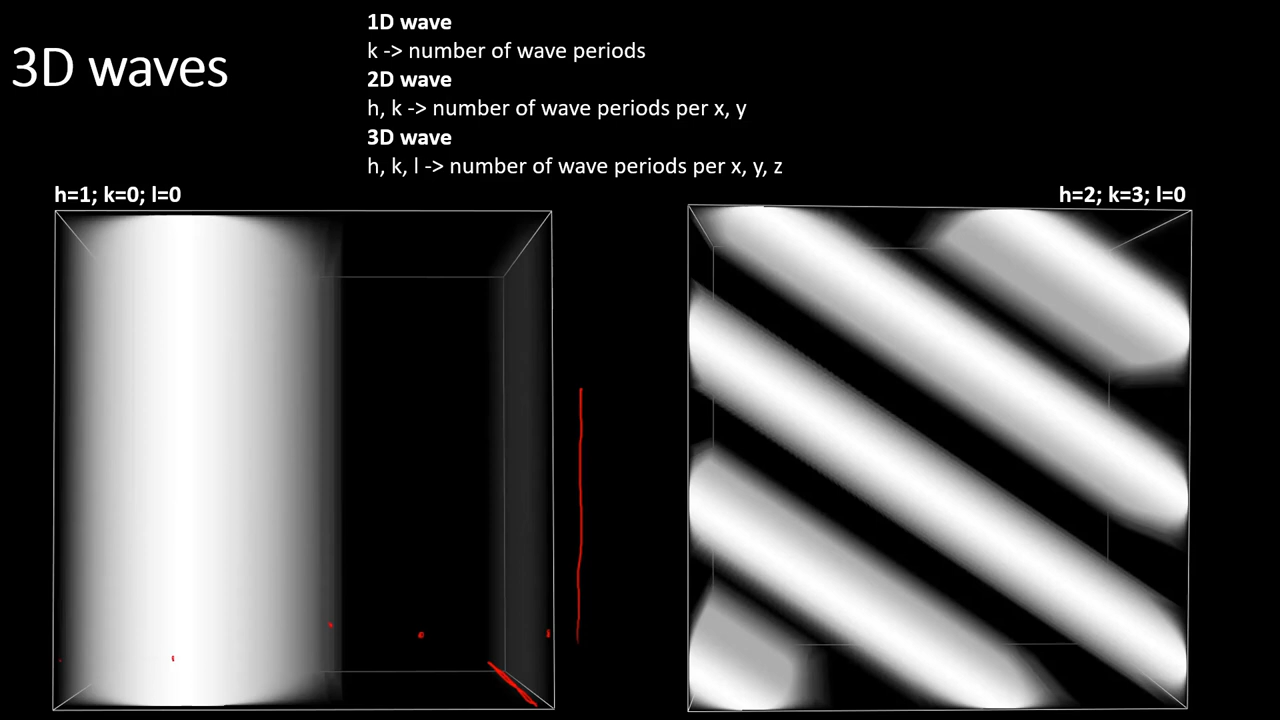 3D waves
1D wave
k -> number of wave periods
2D wave
h, k -> number of wave periods per x, y
3D wave
h, k, l -> number of wave periods per x, y, z
h=1; k=0; l=0
h=2; k=3; l=0